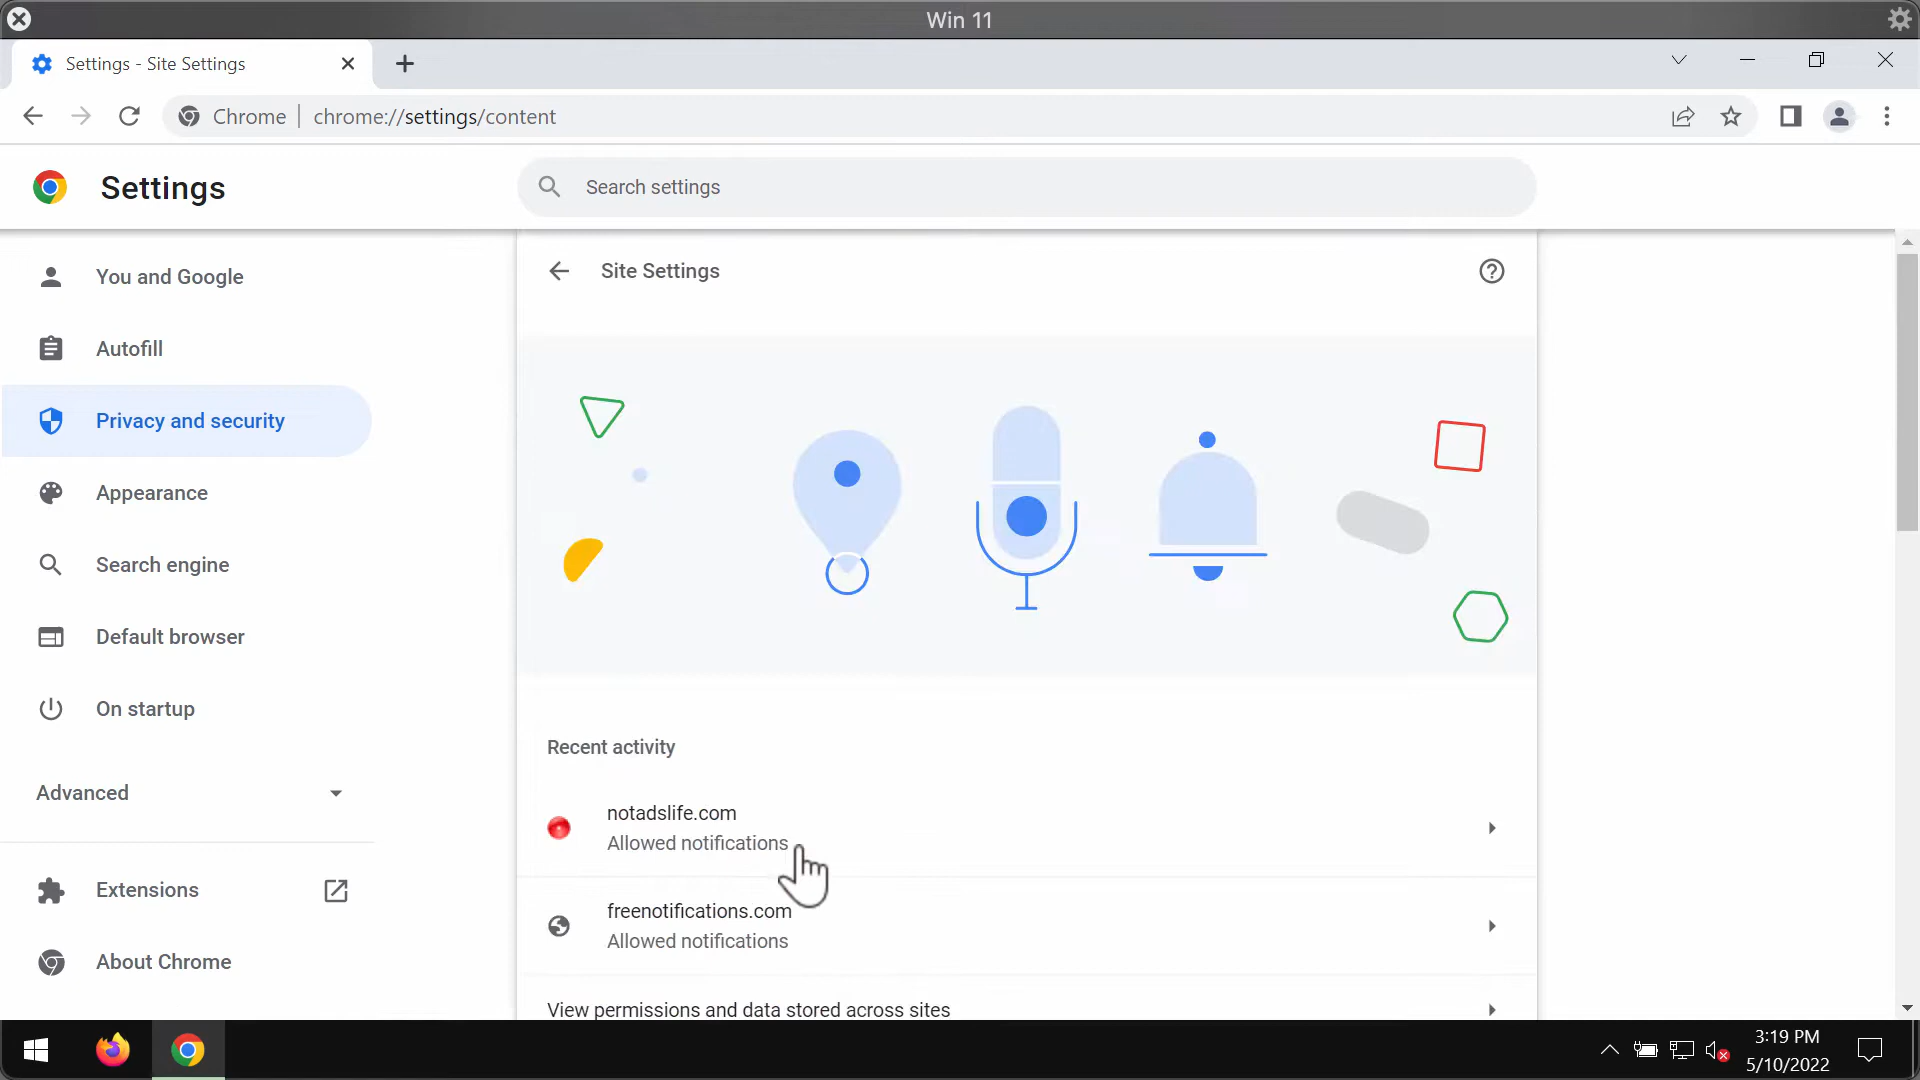 Win 11
Settings - Site Settings
Chrome
chrome://settings/content
Settings
Search settings
You and Google
Autofill
Privacy and security
Appearance
Search engine
Default browser
On startup
Advanced
Extensions
About Chrome
Site Settings
Recent activity
notadslife.com
Allowed notifications
freenotifications.com
Allowed notifications
View permissions and data stored across sites
3:19 PM
5/10/2022